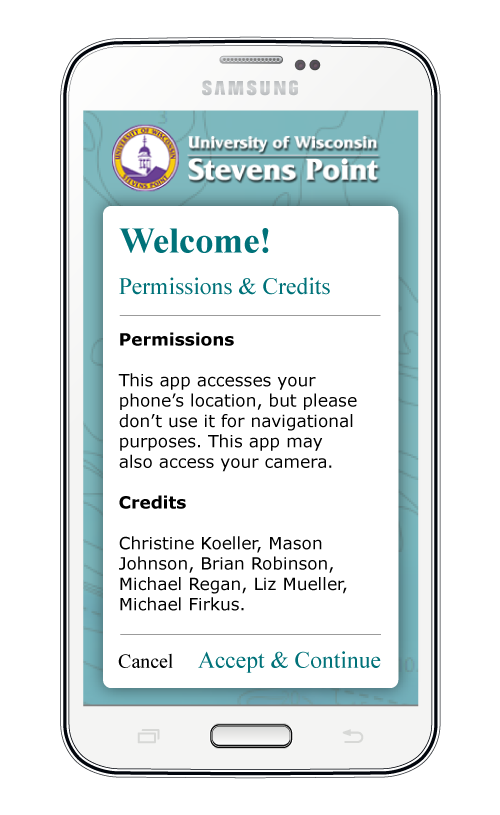 SAMSUNG
UNIVERSITY OF WISCONSIN
STEVENS POINT
University of Wisconsin
Stevens Point
Welcome!
Permissions & Credits
Permissions
This app accesses your
phone’s location, but please
don’t use it for navigational
purposes. This app may
also access your camera.
Credits
Christine Koeller, Mason
Johnson, Brian Robinson,
Michael Regan, Liz Mueller,
Michael Firkus.
Cancel Accept & Continue